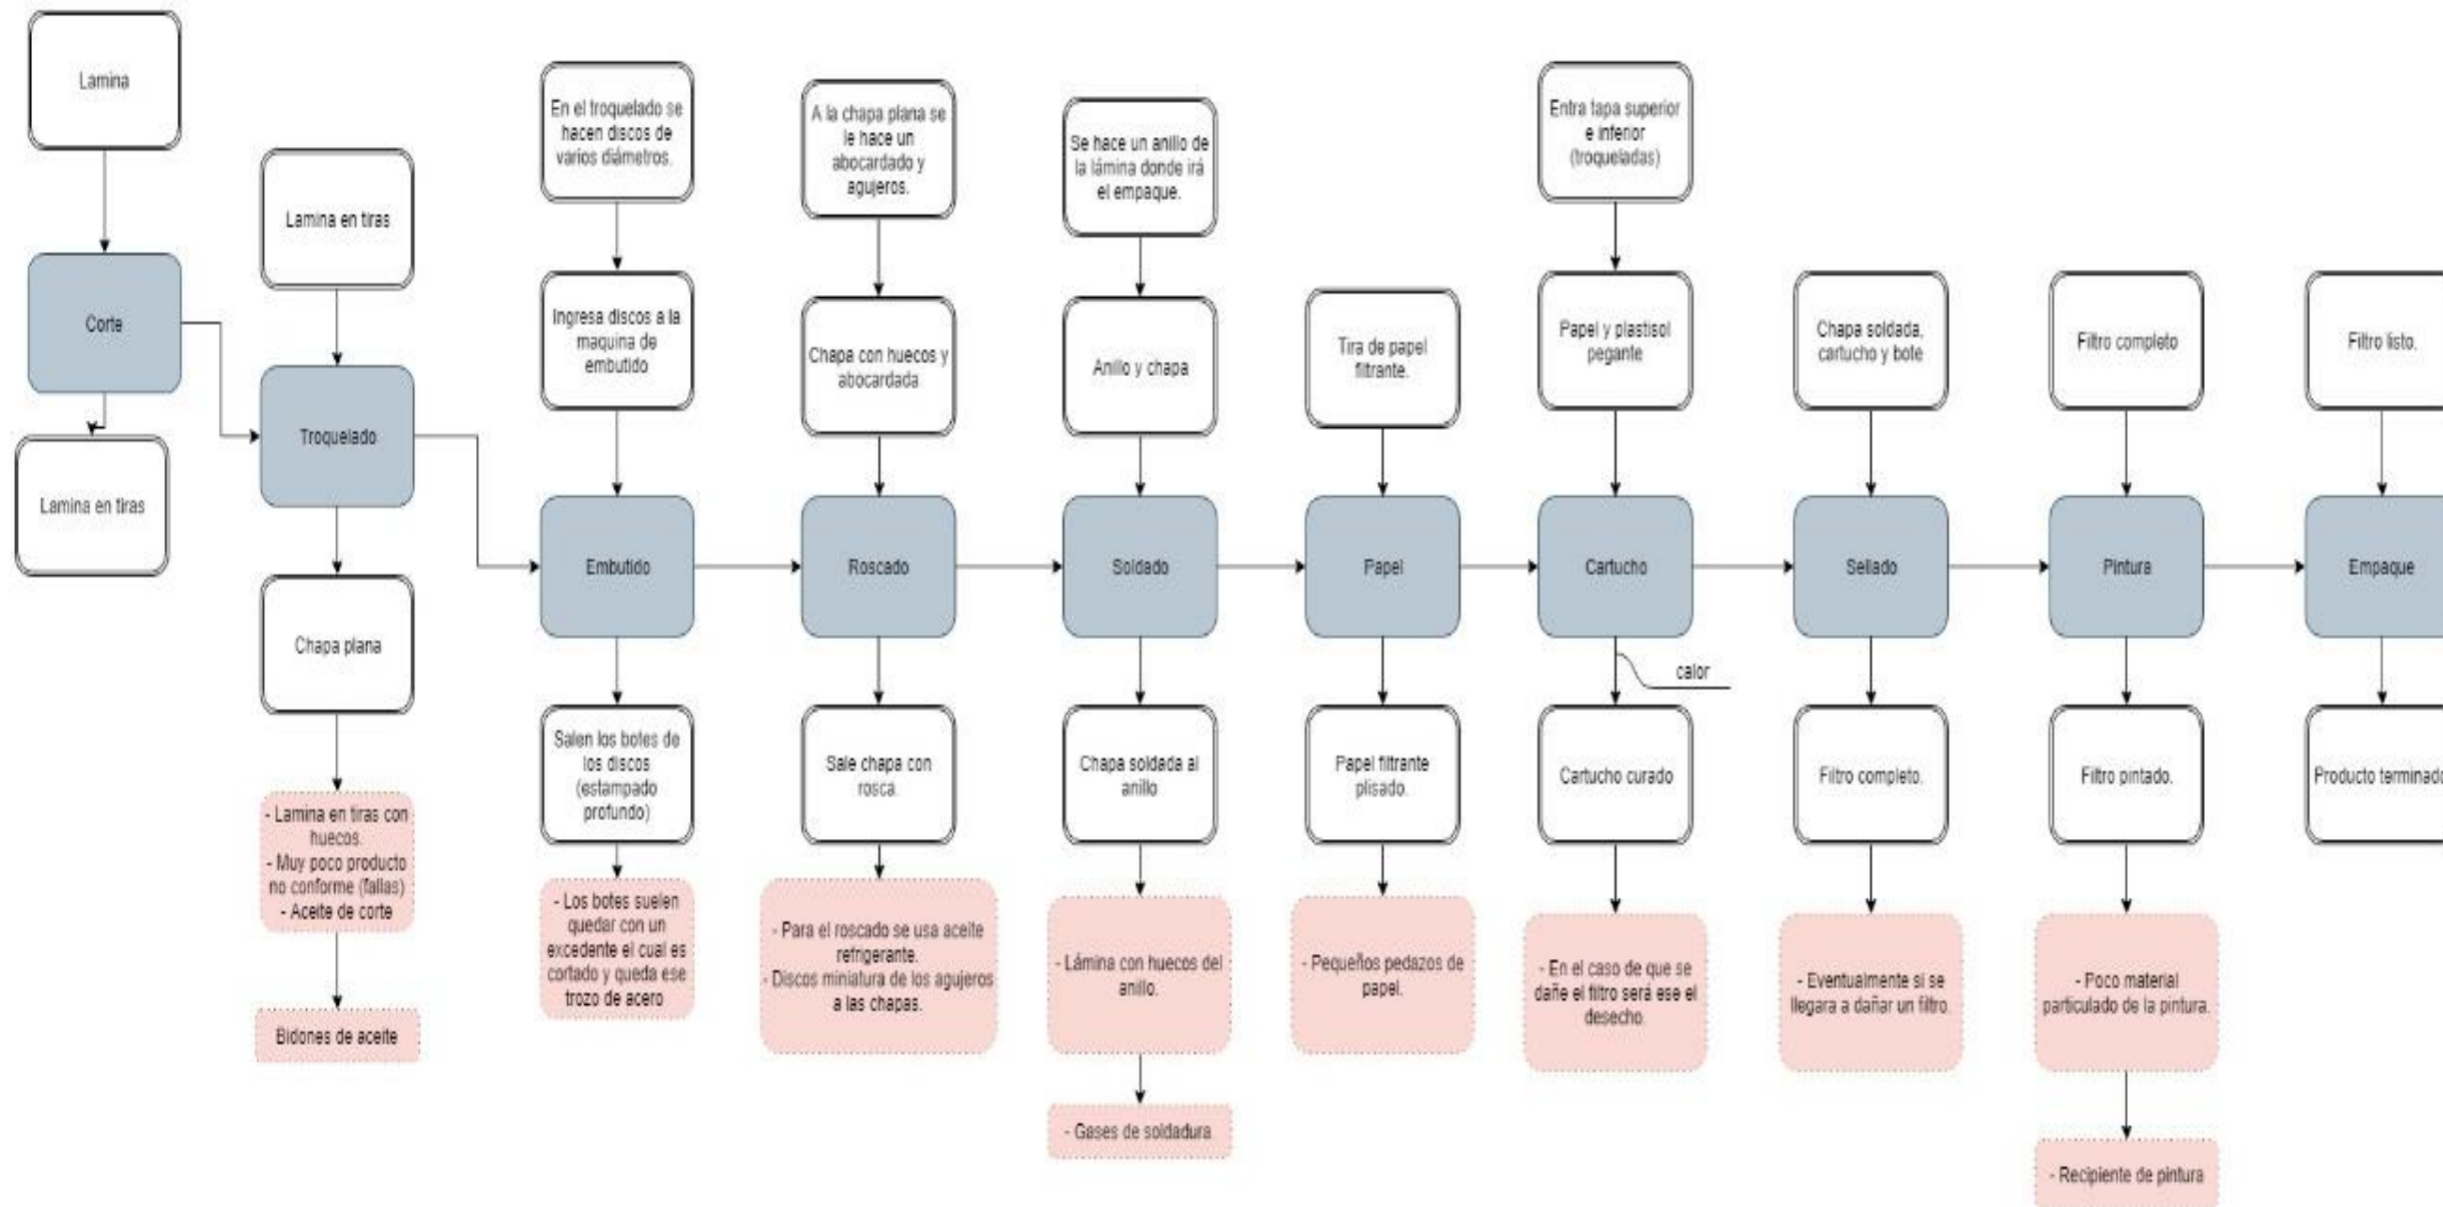 Lamina
Corte
Lamina en tiras
Lamina en tiras
Troquelado
Chapa plana
- Lamina en tiras con
huecos.
- Muy poco producto
no conforme (fallas)
- Aceite de corte
Bidones de aceite
En el troquelado se
hacen discos de
varios diámetros.
Ingresa discos a la
maquina de
embutido
Embutido
Salen los botes de
los discos
(estampado
profundo)
- Los botes suelen
quedar con un
excedente el cual es
cortado y queda ese
trozo de acero
A la chapa plana se
le hace un
abocardado y
agujeros.
Chapa con huecos y
abocardada
Roscado
Sale chapa con
rosca.
- Para el roscado se usa aceite
refrigerante.
- Discos miniatura de los agujeros
a las chapas.
Se hace un anillo de
la lámina donde irá
el empaque.
Anillo y chapa
Soldado
Chapa soldada al
anillo
- Lámina con huecos del
anillo.
- Gases de soldadura
Tira de papel
filtrante.
Papel
Papel filtrante
plisado.
- Pequeños pedazos de
papel.
Entra tapa superior
e inferior
(troqueladas)
Papel y plastisol
pegante
Cartucho
calor
Cartucho curado
- En el caso de que se
dañe el filtro será ese el
desecho.
Chapa soldada,
cartucho y bote
Sellado
Filtro completo.
- Eventualmente si se
llegara a dañar un filtro.
Filtro completo
Pintura
Filtro pintado.
- Poco material
particulado de la pintura.
- Recipiente de pintura
Filtro listo.
Empaque
Producto terminado